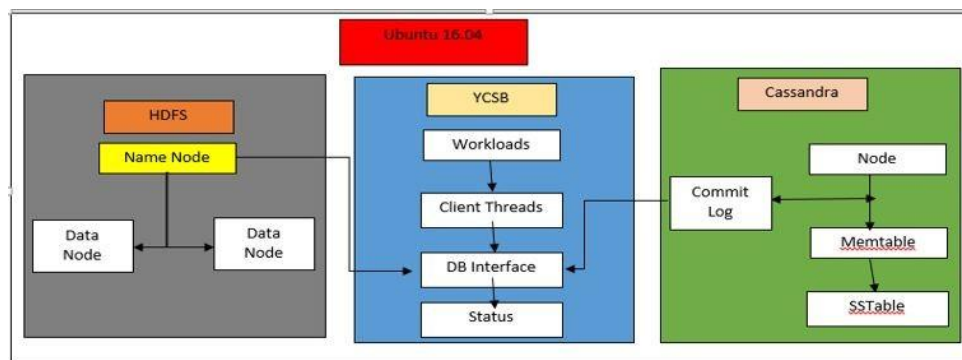 Ubuntu 16.04
HDFS
Name Node
Data
Node
Data
Node
YCSB
Workloads
Client Threads
DB Interface
Status
Cassandra
Node
Commit
Log
Memtable
SSTable